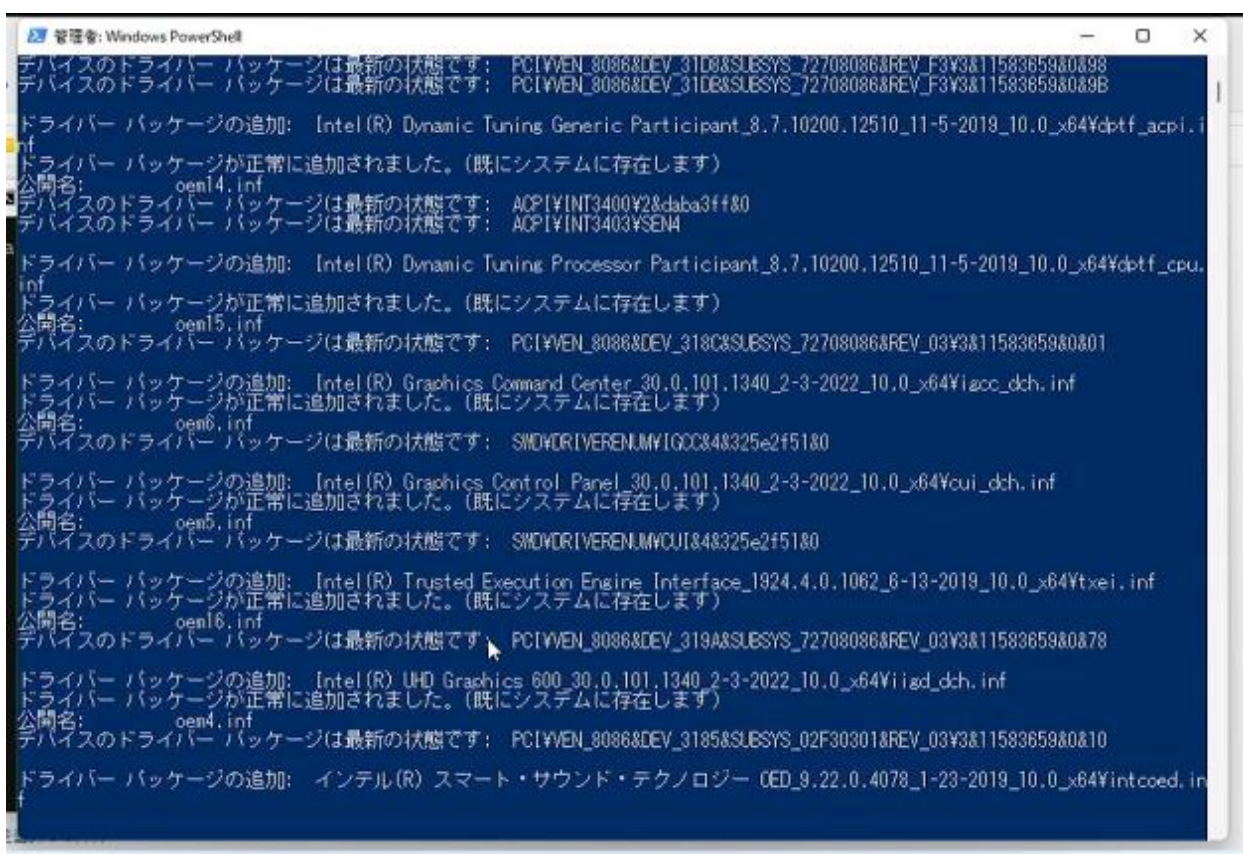 管理者: Windows PowerShell
デバイスのドライバー パッケージは最新の状態です: PCI¥VEN_8086&DEV_31D8&SUBSYS_72708086&REV_F3¥3&11583659&0&98
デバイスのドライバー パッケージは最新の状態です: PCI¥VEN_8086&DEV_31DB&SUBSYS_72708086&REV_F3¥3&11583659&0&9B
ドライバー パッケージの追加: Intel(R) Dynamic Tuning Generic Participant_8.7.10200.12510_11-5-2019_10.0_x64¥dptf_acpi.i
nf
ドライバー パッケージが正常に追加されました。(既にシステムに存在します)
公開名: oem14.inf
デバイスのドライバー パッケージは最新の状態です: ACPI¥INT3400¥2&daba3ff&0
デバイスのドライバー パッケージは最新の状態です: ACPI¥INT3403¥SEN4
ドライバー パッケージの追加: Intel(R) Dynamic Tuning Processor Participant_8.7.10200.12510_11-5-2019_10.0_x64¥dptf_cpu.
inf
ドライバー パッケージが正常に追加されました。(既にシステムに存在します)
公開名: oem15.inf
デバイスのドライバー パッケージは最新の状態です: PCI¥VEN_8086&DEV_318C&SUBSYS_72708086&REV_03¥3&11583659&0&01
ドライバー パッケージの追加: Intel(R) Graphics Command Center_30.0.101.1340_2-3-2022_10.0_x64¥igcc_dch.inf
ドライバー パッケージが正常に追加されました。(既にシステムに存在します)
公開名: oem6.inf
デバイスのドライバー パッケージは最新の状態です: SWD¥DRIVERENUM¥IGCC&4&325e2f51&0
ドライバー パッケージの追加: Intel(R) Graphics Control Panel_30.0.101.1340_2-3-2022_10.0_x64¥cui_dch.inf
ドライバー パッケージが正常に追加されました。(既にシステムに存在します)
公開名: oem5.inf
デバイスのドライバー パッケージは最新の状態です: SWD¥DRIVERENUM¥CUI&4&325e2f51&0
ドライバー パッケージの追加: Intel(R) Trusted Execution Engine Interface_1924.4.0.1062_6-13-2019_10.0_x64¥txei.inf
ドライバー パッケージが正常に追加されました。(既にシステムに存在します)
公開名: oem16.inf
デバイスのドライバー パッケージは最新の状態です: PCI¥VEN_8086&DEV_319A&SUBSYS_72708086&REV_03¥3&11583659&0&78
ドライバー パッケージの追加: Intel(R) UHD Graphics 600_30.0.101.1340_2-3-2022_10.0_x64¥iigd_dch.inf
ドライバー パッケージが正常に追加されました。(既にシステムに存在します)
公開名: oem4.inf
デバイスのドライバー パッケージは最新の状態です: PCI¥VEN_8086&DEV_3185&SUBSYS_02F30301&REV_03¥3&11583659&0&10
ドライバー パッケージの追加: インテル(R) スマート・サウンド・テクノロジー OED_9.22.0.4078_1-23-2019_10.0_x64¥intcoed.in
f